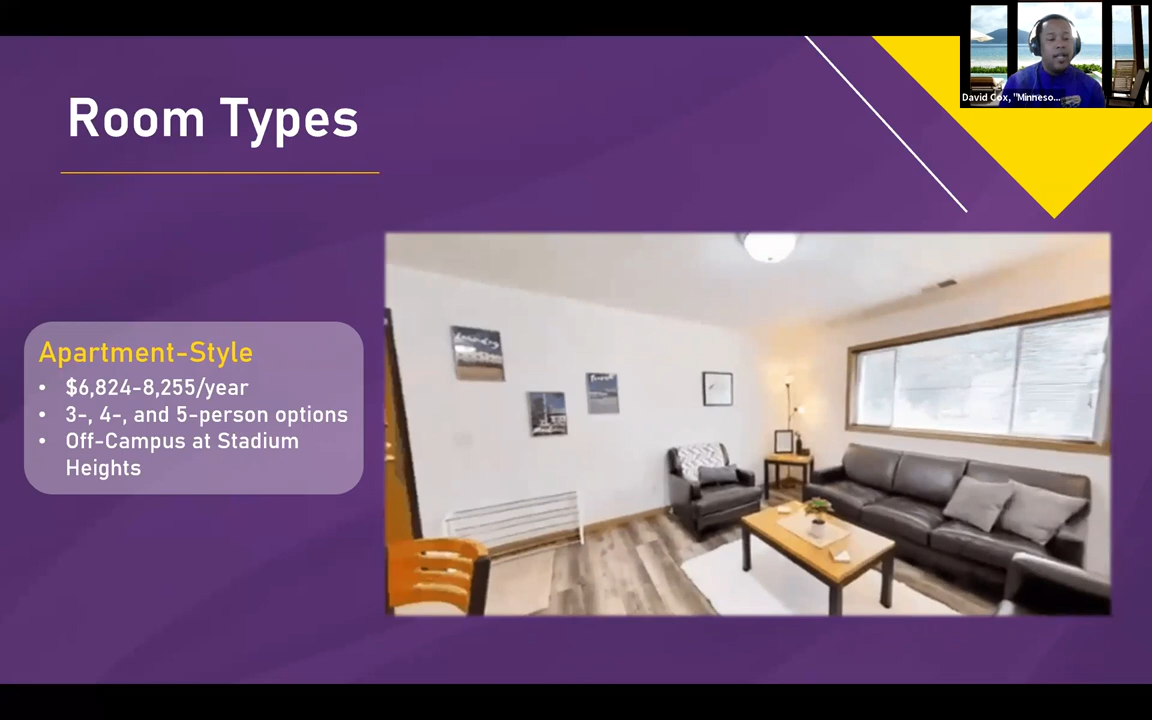 David Cox, "Minneso...
Room Types
Apartment-Style
• $6,824-8,255/year
• 3-, 4-, and 5-person options
• Off-Campus at Stadium
Heights